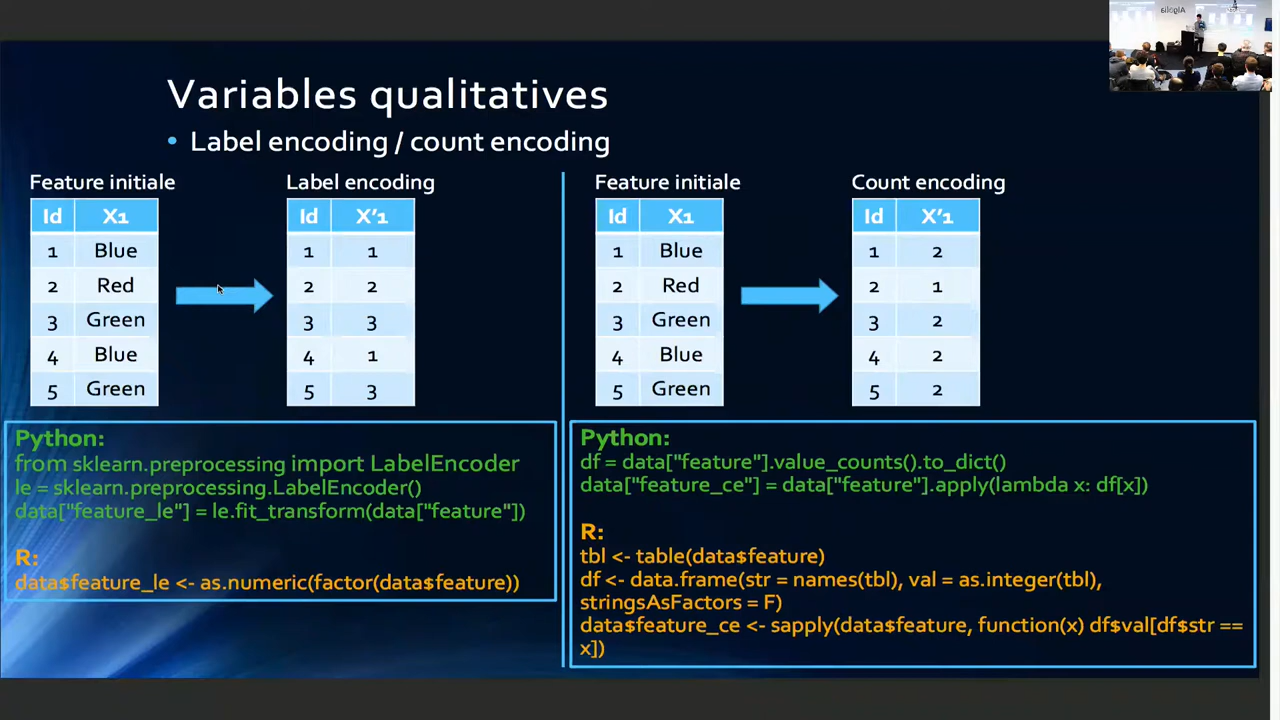 Variables qualitatives
• Label encoding / count encoding
Feature initiale
Id X1
1 Blue
2 Red
3 Green
4 Blue
5 Green
Label encoding
Id X'1
1 1
2 2
3 3
4 1
5 3
Python:
from sklearn.preprocessing import LabelEncoder
le = sklearn.preprocessing.LabelEncoder()
data["feature_le"] = le.fit_transform(data["feature"])
R:
data$feature_le <- as.numeric(factor(data$feature))
Feature initiale
Id X1
1 Blue
2 Red
3 Green
4 Blue
5 Green
Count encoding
Id X'1
1 2
2 1
3 2
4 2
5 2
Python:
df = data["feature"].value_counts().to_dict()
data["feature_ce"] = data["feature"].apply(lambda x: df[x])
R:
tbl <- table(data$feature)
df <- data.frame(str = names(tbl), val = as.integer(tbl),
stringsAsFactors = F)
data$feature_ce <- sapply(data$feature, function(x) df$val[df$str ==
x])